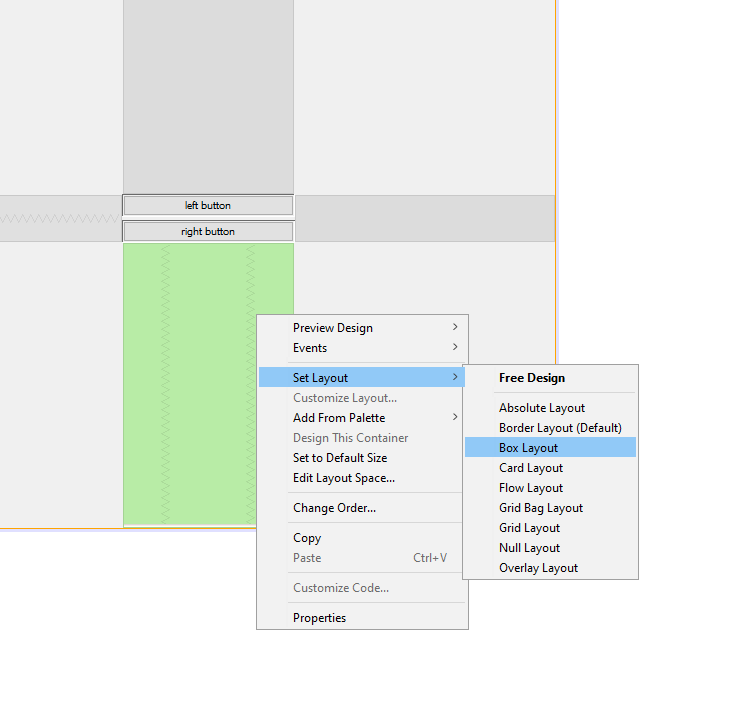 left button
right button
Preview Design
Events
Set Layout
Customize Layout...
Add From Palette
Design This Container
Set to Default Size
Edit Layout Space...
Change Order...
Copy
Paste Ctrl+V
Customize Code...
Properties
Free Design
Absolute Layout
Border Layout (Default)
Box Layout
Card Layout
Flow Layout
Grid Bag Layout
Grid Layout
Null Layout
Overlay Layout